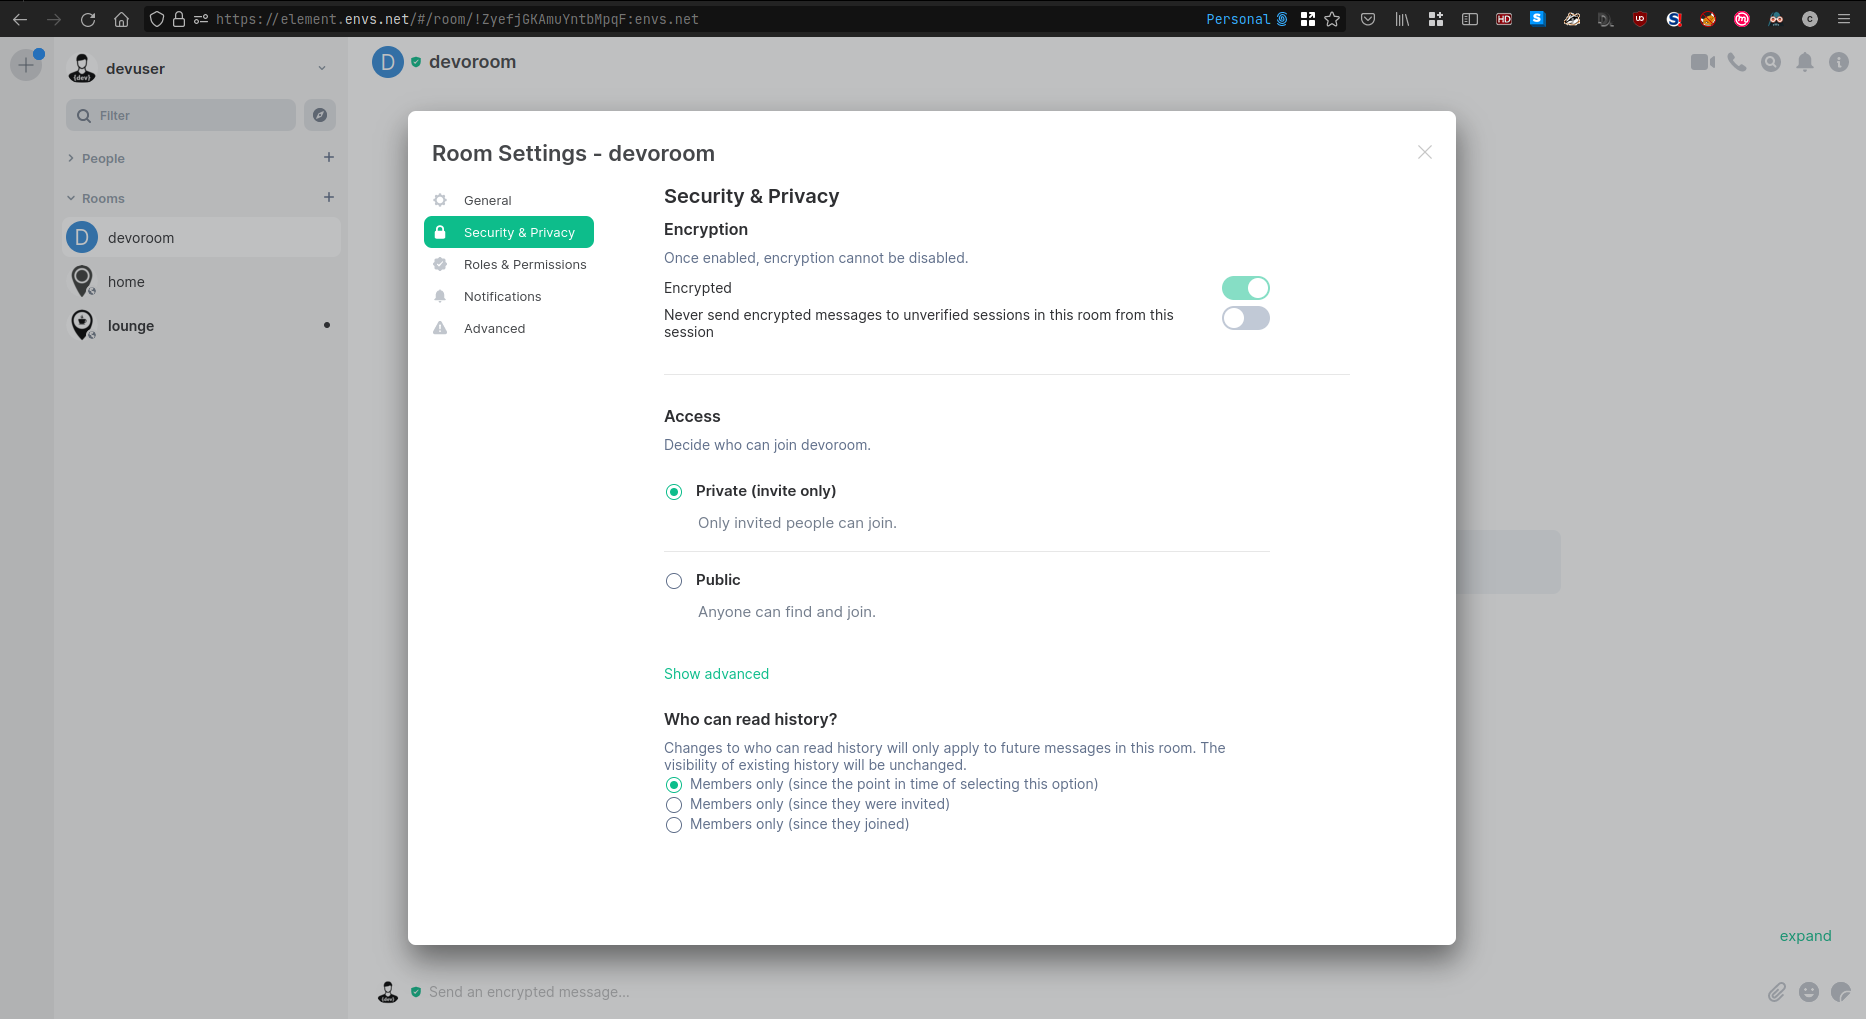 https://element.envs.net/#/room/!ZyefjGKAmuYntbMpqF:envs.net
Personal
devuser
Filter
People
Rooms
D devoroom
home
lounge
D devoroom
Room Settings - devoroom
General
Security & Privacy
Roles & Permissions
Notifications
Advanced
Security & Privacy
Encryption
Once enabled, encryption cannot be disabled.
Encrypted
Never send encrypted messages to unverified sessions in this room from this
session
Access
Decide who can join devoroom.
Private (invite only)
Only invited people can join.
Public
Anyone can find and join.
Show advanced
Who can read history?
Changes to who can read history will only apply to future messages in this room. The
visibility of existing history will be unchanged.
Members only (since the point in time of selecting this option)
Members only (since they were invited)
Members only (since they joined)
expand
Send an encrypted message...